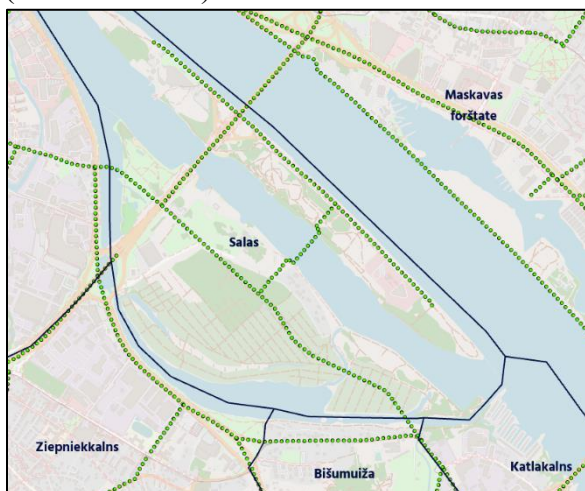 Maskavas
forštate
Salas
Ziepniekkalns
Bišumuiža
Katlakalns